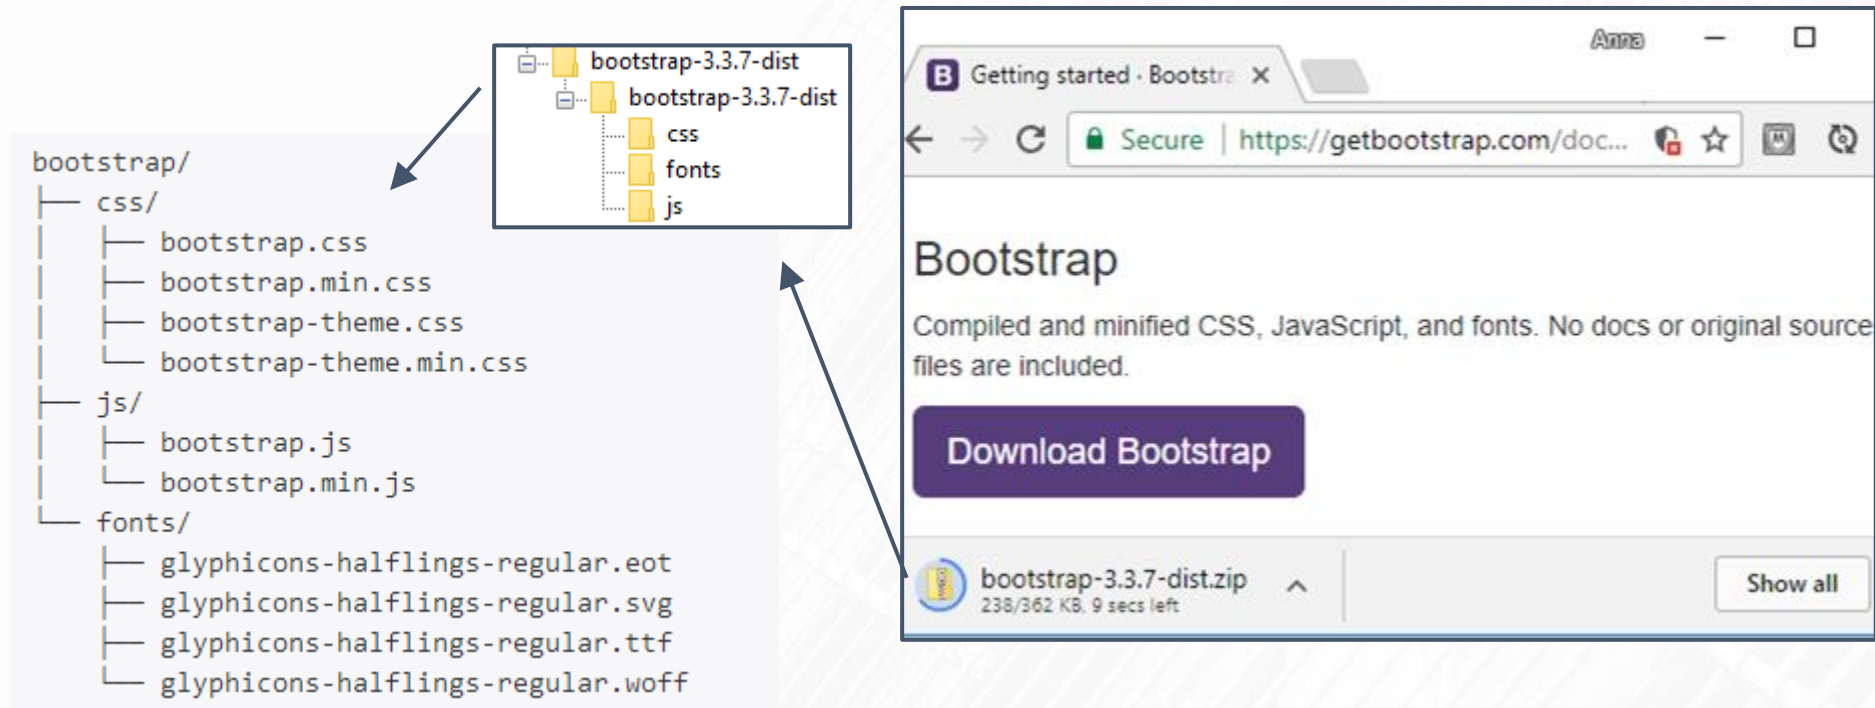 bootstrap/
├── css/
│   ├── bootstrap.css
│   ├── bootstrap.min.css
│   ├── bootstrap-theme.css
│   └── bootstrap-theme.min.css
├── js/
│   ├── bootstrap.js
│   └── bootstrap.min.js
└── fonts/
    ├── glyphicons-halflings-regular.eot
    ├── glyphicons-halflings-regular.svg
    ├── glyphicons-halflings-regular.ttf
    └── glyphicons-halflings-regular.woff
bootstrap-3.3.7-dist
bootstrap-3.3.7-dist
css
fonts
js
Anna
B Getting started · Bootstra
Secure | https://getbootstrap.com/doc...
Bootstrap
Compiled and minified CSS, JavaScript, and fonts. No docs or original source
files are included.
Download Bootstrap
bootstrap-3.3.7-dist.zip
238/362 KB, 9 secs left
Show all